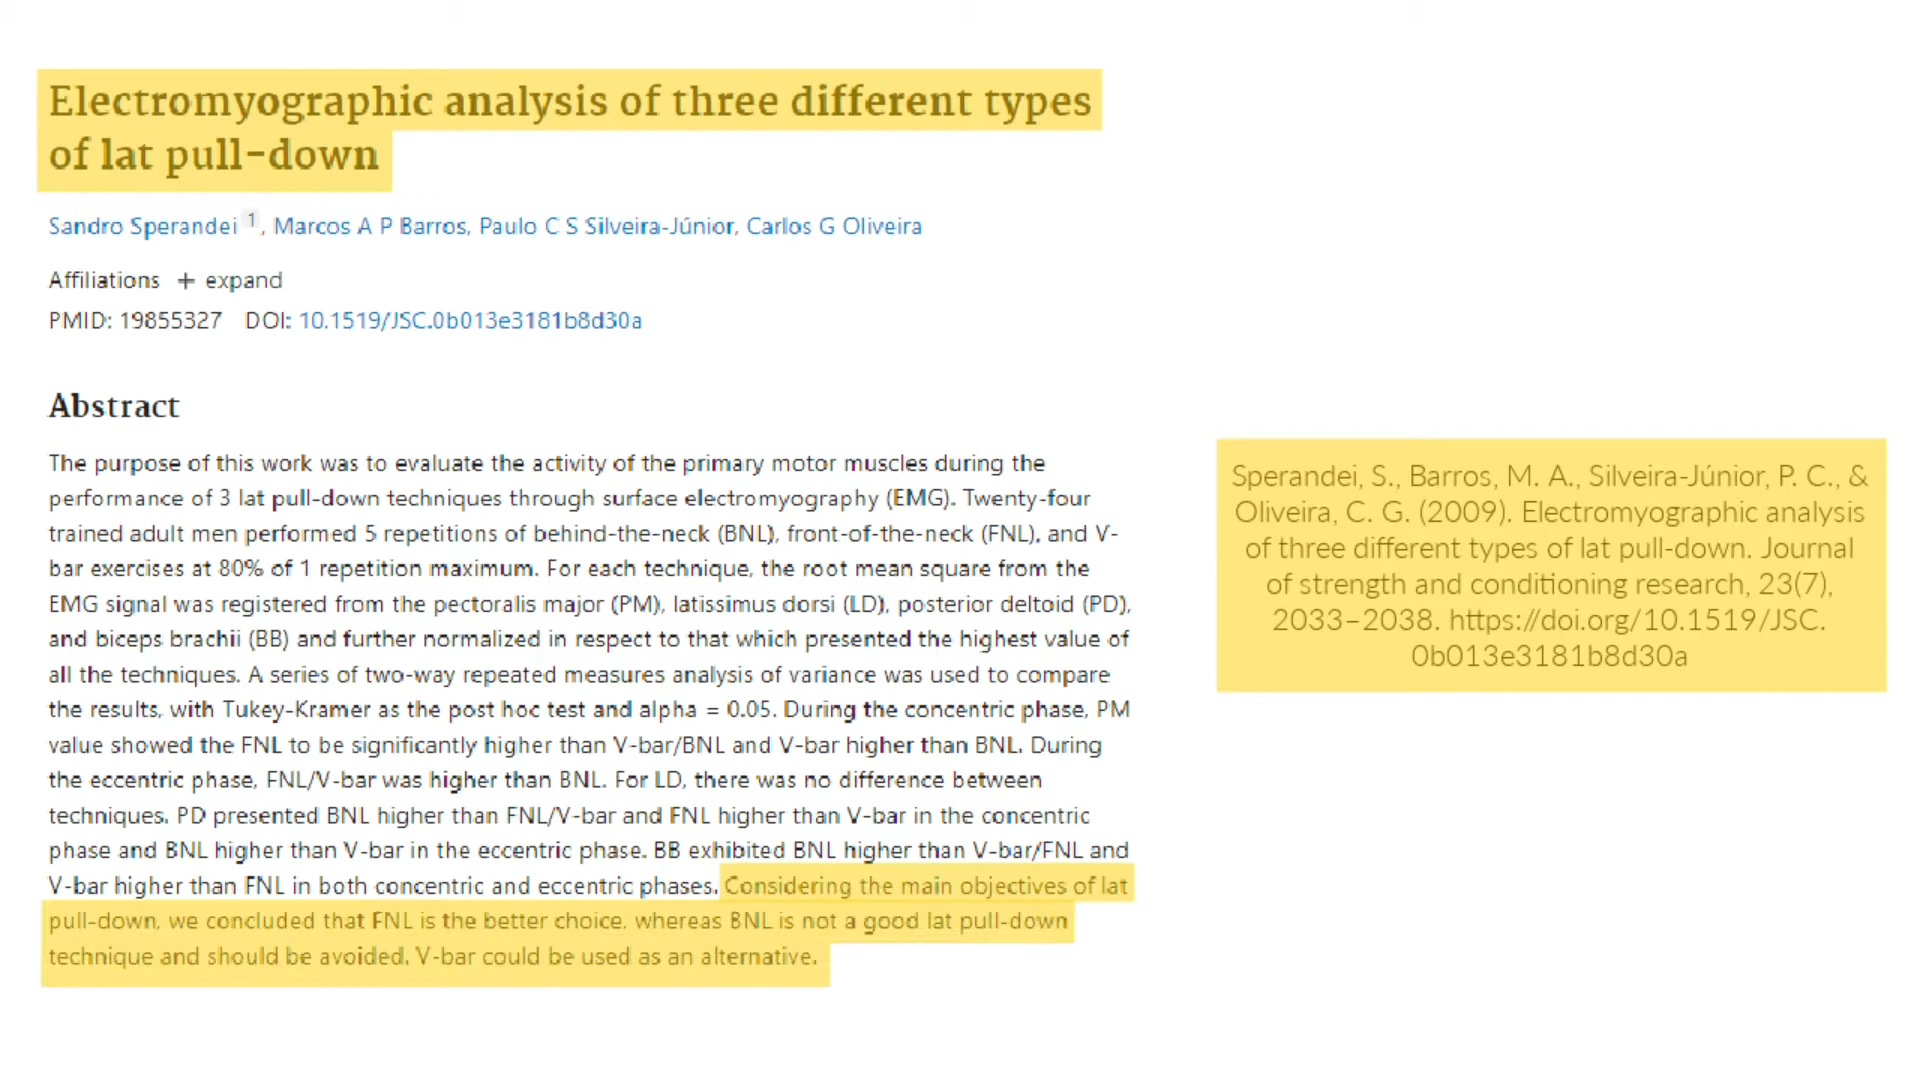 Electromyographic analysis of three different types
of lat pull-down
Sandro Sperandei 1, Marcos A P Barros, Paulo C S Silveira-Júnior, Carlos G Oliveira
Affiliations + expand
PMID: 19855327 DOI: 10.1519/JSC.0b013e3181b8d30a
Abstract
The purpose of this work was to evaluate the activity of the primary motor muscles during the
performance of 3 lat pull-down techniques through surface electromyography (EMG). Twenty-four
trained adult men performed 5 repetitions of behind-the-neck (BNL), front-of-the-neck (FNL), and V-
bar exercises at 80% of 1 repetition maximum. For each technique, the root mean square from the
EMG signal was registered from the pectoralis major (PM), latissimus dorsi (LD), posterior deltoid (PD),
and biceps brachii (BB) and further normalized in respect to that which presented the highest value of
all the techniques. A series of two-way repeated measures analysis of variance was used to compare
the results, with Tukey-Kramer as the post hoc test and alpha = 0.05. During the concentric phase, PM
value showed the FNL to be significantly higher than V-bar/BNL and V-bar higher than BNL. During
the eccentric phase, FNL/V-bar was higher than BNL. For LD, there was no difference between
techniques. PD presented BNL higher than FNL/V-bar and FNL higher than V-bar in the concentric
phase and BNL higher than V-bar in the eccentric phase. BB exhibited BNL higher than V-bar/FNL and
V-bar higher than FNL in both concentric and eccentric phases. Considering the main objectives of lat
pull-down, we concluded that FNL is the better choice, whereas BNL is not a good lat pull-down
technique and should be avoided. V-bar could be used as an alternative.
Sperandei, S., Barros, M. A., Silveira-Júnior, P. C., &
Oliveira, C. G. (2009). Electromyographic analysis
of three different types of lat pull-down. Journal
of strength and conditioning research, 23(7),
2033–2038. https://doi.org/10.1519/JSC.
0b013e3181b8d30a